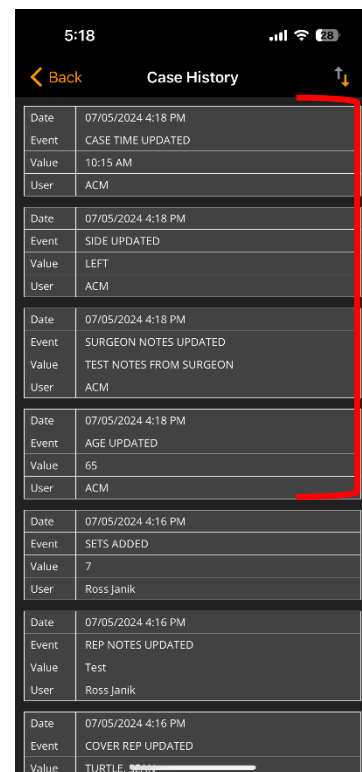 5:18
28
Back
Case History
Date 07/05/2024 4:18 PM
Event CASE TIME UPDATED
Value 10:15 AM
User ACM
Date 07/05/2024 4:18 PM
Event SIDE UPDATED
Value LEFT
User ACM
Date 07/05/2024 4:18 PM
Event SURGEON NOTES UPDATED
Value TEST NOTES FROM SURGEON
User ACM
Date 07/05/2024 4:18 PM
Event AGE UPDATED
Value 65
User ACM
Date 07/05/2024 4:16 PM
Event SETS ADDED
Value 7
User Ross Janik
Date 07/05/2024 4:16 PM
Event REP NOTES UPDATED
Value Test
User Ross Janik
Date 07/05/2024 4:16 PM
Event COVER REP UPDATED
Value TURTLE,